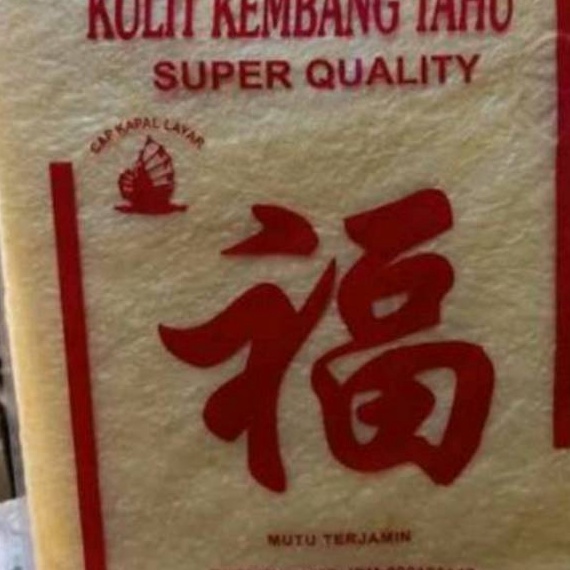 KULIT KEMBANG TAHU
SUPER QUALITY
CAP KAPAL LAYAR
福
MUTU TERJAMIN